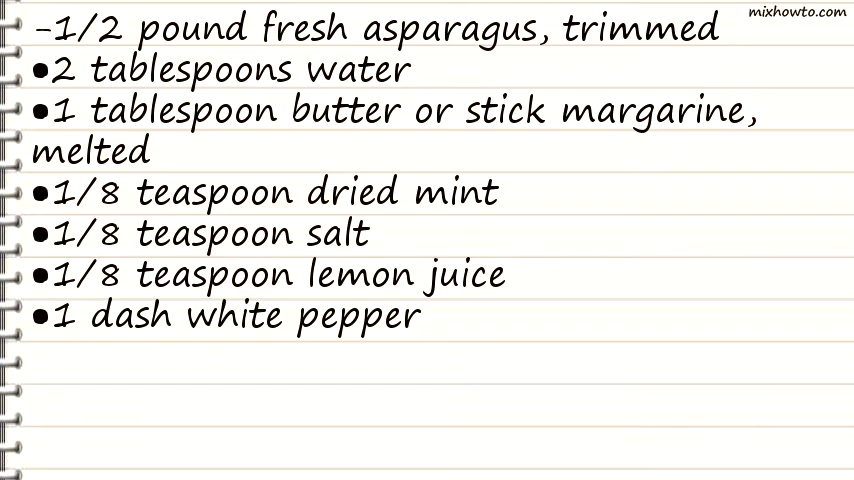 mixhowto.com
-1/2 pound fresh asparagus, trimmed
●2 tablespoons water
●1 tablespoon butter or stick margarine,
melted
●1/8 teaspoon dried mint
●1/8 teaspoon salt
●1/8 teaspoon lemon juice
●1 dash white pepper